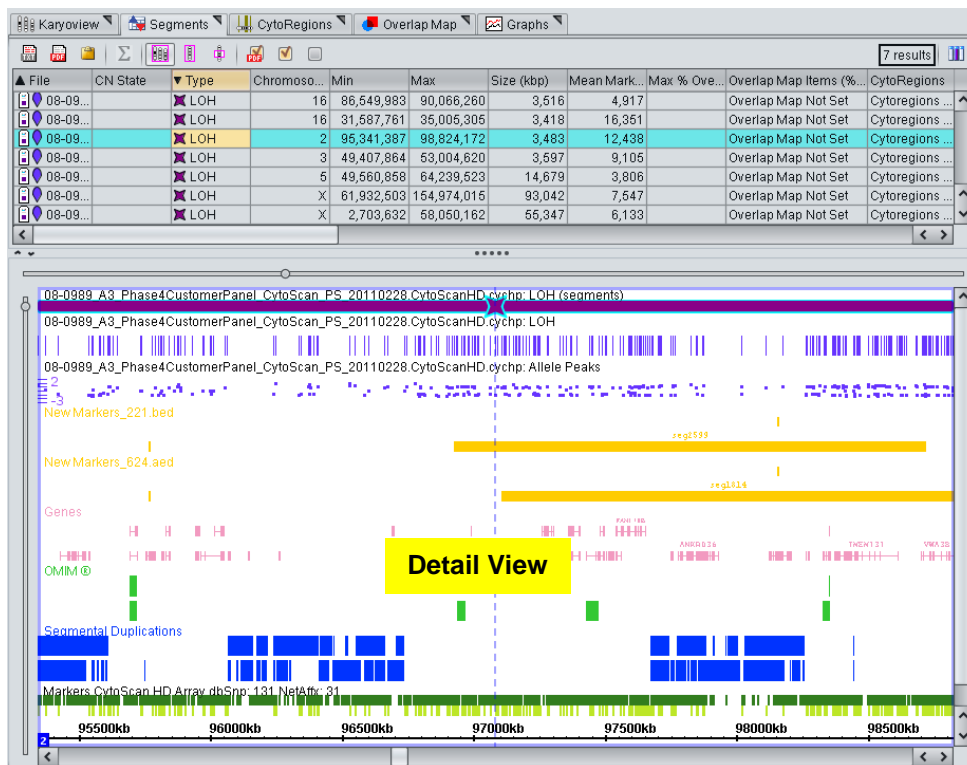 Karyoview Segments CytoRegions Overlap Map Graphs
TXT PDF Σ PDF 7 results
File CN State Type Chromoso... Min Max Size (kbp) Mean Mark... Max % Ove... Overlap Map Items (%... CytoRegions
08-09... LOH 16 86,549,983 90,066,260 3,516 4,917 Overlap Map Not Set Cytoregions ...
08-09... LOH 16 31,587,761 35,005,305 3,418 16,351 Overlap Map Not Set Cytoregions ...
08-09... LOH 2 95,341,387 98,824,172 3,483 12,438 Overlap Map Not Set Cytoregions ...
08-09... LOH 3 49,407,864 53,004,620 3,597 9,105 Overlap Map Not Set Cytoregions ...
08-09... LOH 5 49,560,858 64,239,523 14,679 3,806 Overlap Map Not Set Cytoregions ...
08-09... LOH X 61,932,503 154,974,015 93,042 7,547 Overlap Map Not Set Cytoregions ...
08-09... LOH X 2,703,632 58,050,162 55,347 6,133 Overlap Map Not Set Cytoregions ...
08-0989_A3_Phase4CustomerPanel_CytoScan_PS_20110228.CytoScanHD.cychp: LOH (segments)
08-0989_A3_Phase4CustomerPanel_CytoScan_PS_20110228.CytoScanHD.cychp: LOH
08-0989_A3_Phase4CustomerPanel_CytoScan_PS_20110228.CytoScanHD.cychp: Allele Peaks
2
-3
New Markers_221.bed
New Markers_624.aed
Genes
ANKRD36
Detail View
OMIM ®
Segmental Duplications
Markers CytoScan HD Array dbSnp: 131 NetAffx: 31
95500kb 96000kb 96500kb 97000kb 97500kb 98000kb 98500kb
2